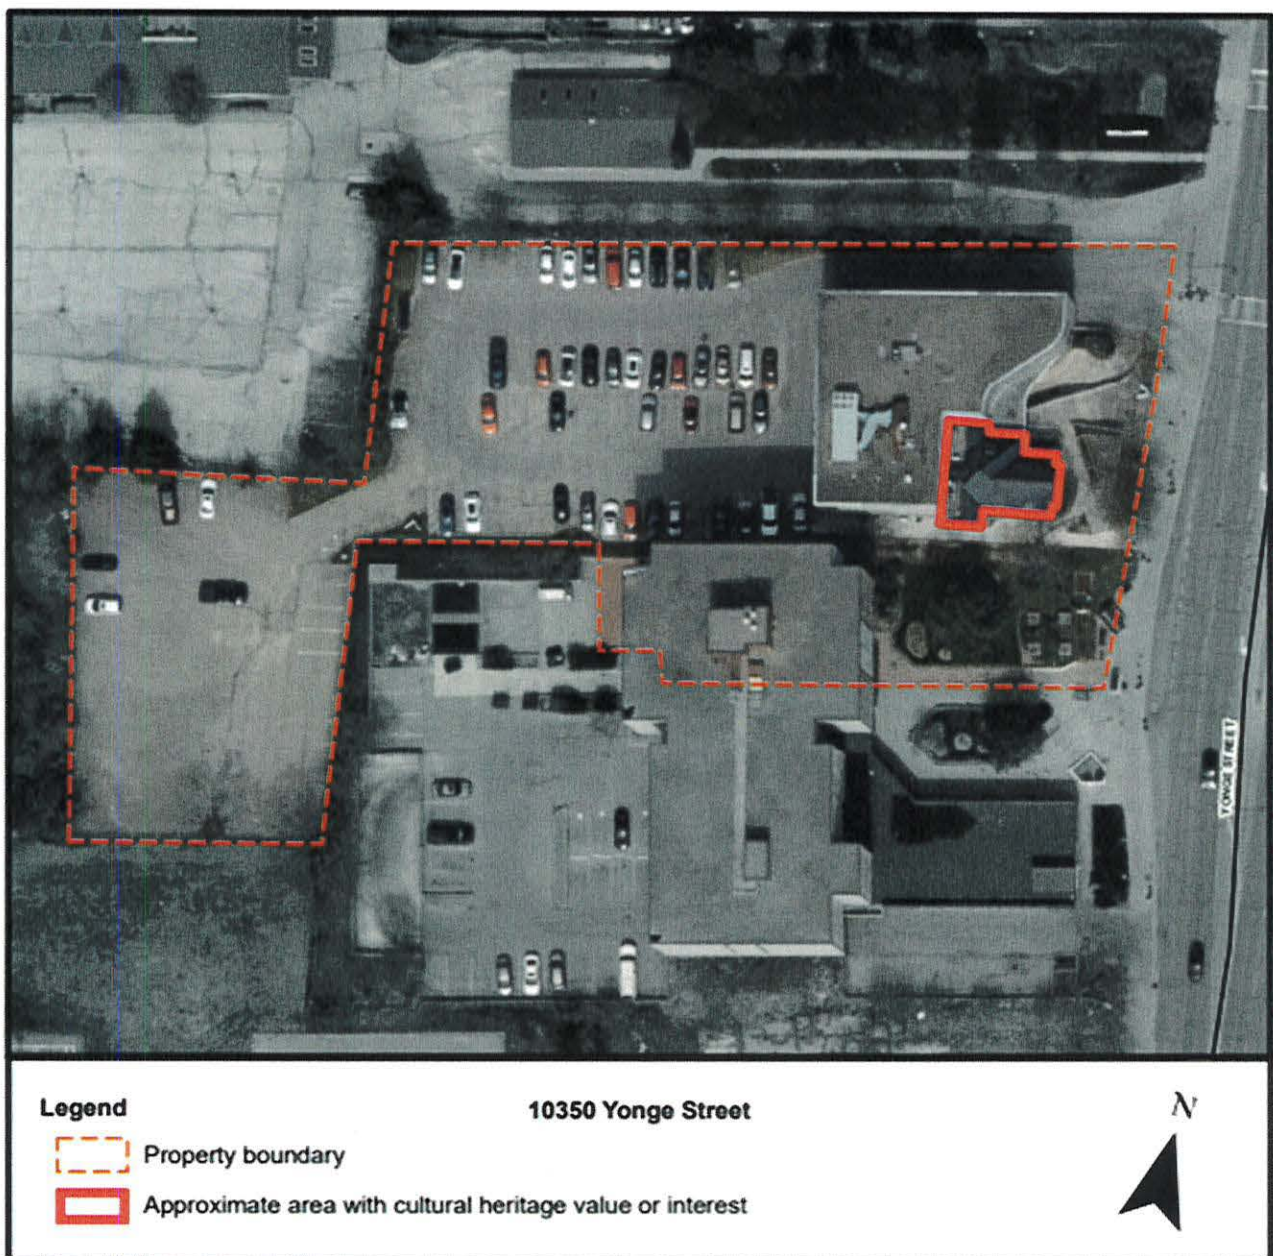 YONGE STREET
Legend
10350 Yonge Street
N
Property boundary
Approximate area with cultural heritage value or interest